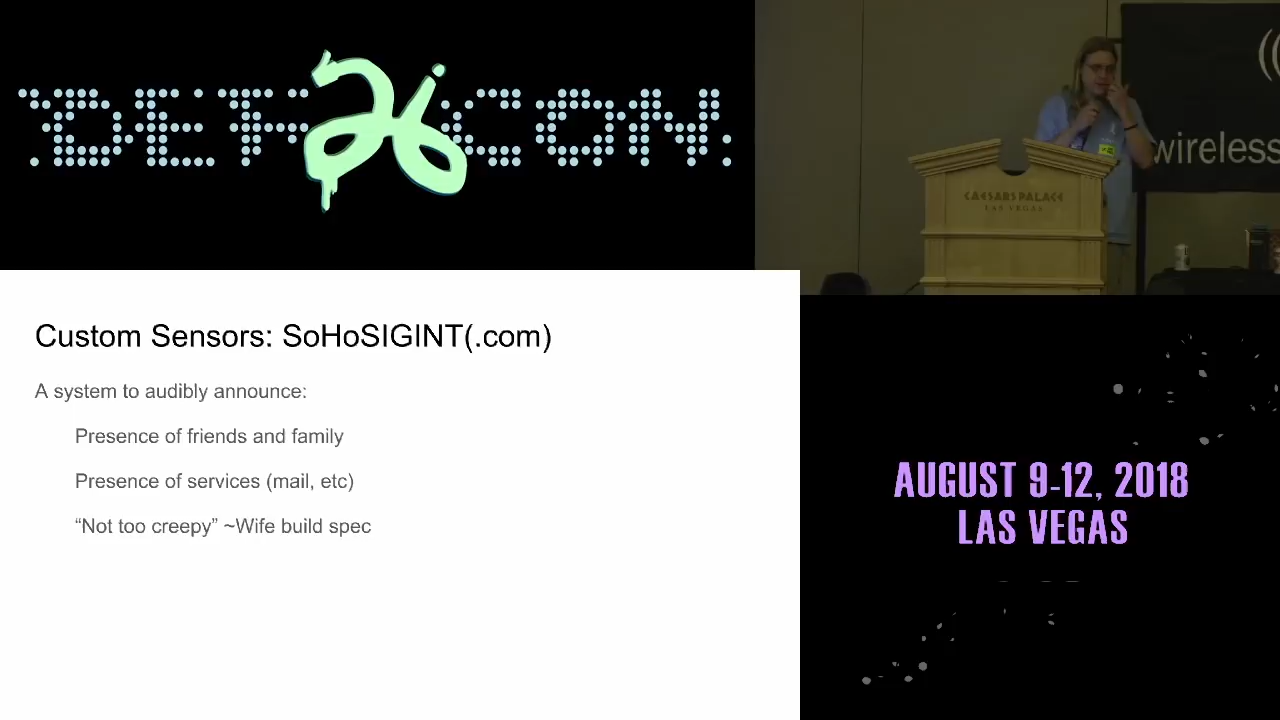 DEF 26 CON
wireless
CAESARS PALACE
LAS VEGAS
Custom Sensors: SoHoSIGINT(.com)
A system to audibly announce:
Presence of friends and family
Presence of services (mail, etc)
“Not too creepy” ~Wife build spec
AUGUST 9-12, 2018
LAS VEGAS